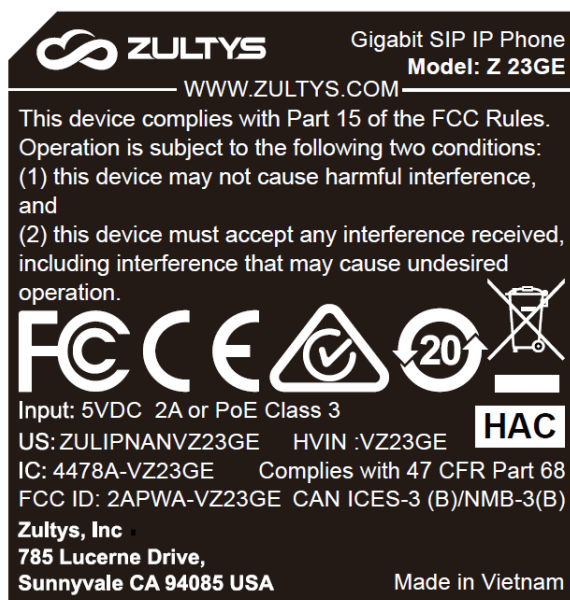 ZULTYS
Gigabit SIP IP Phone
Model: Z 23GE
WWW.ZULTYS.COM
This device complies with Part 15 of the FCC Rules.
Operation is subject to the following two conditions:
(1) this device may not cause harmful interference,
and
(2) this device must accept any interference received,
including interference that may cause undesired
operation.
FC CE 20
Input: 5VDC 2A or PoE Class 3
HAC
US: ZULIPNANVZ23GE HVIN :VZ23GE
IC: 4478A-VZ23GE Complies with 47 CFR Part 68
FCC ID: 2APWA-VZ23GE CAN ICES-3 (B)/NMB-3(B)
Zultys, Inc
785 Lucerne Drive,
Sunnyvale CA 94085 USA
Made in Vietnam